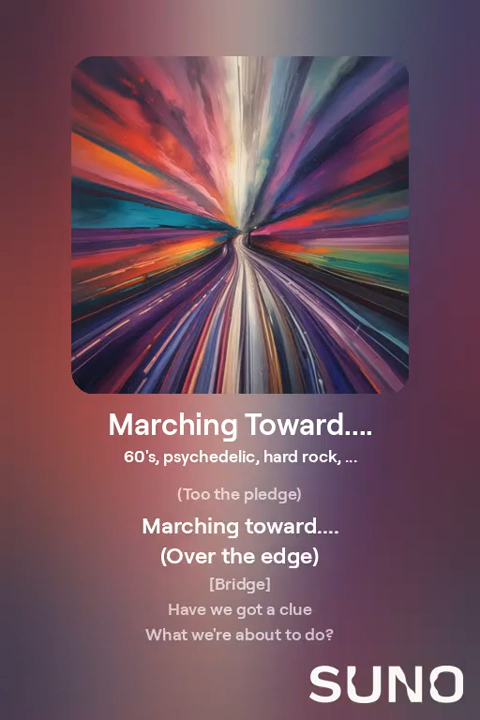 Marching Toward....
60's, psychedelic, hard rock, ...
(Too the pledge)
Marching toward....
(Over the edge)
[Bridge]
Have we got a clue
What we're about to do?
SUNO